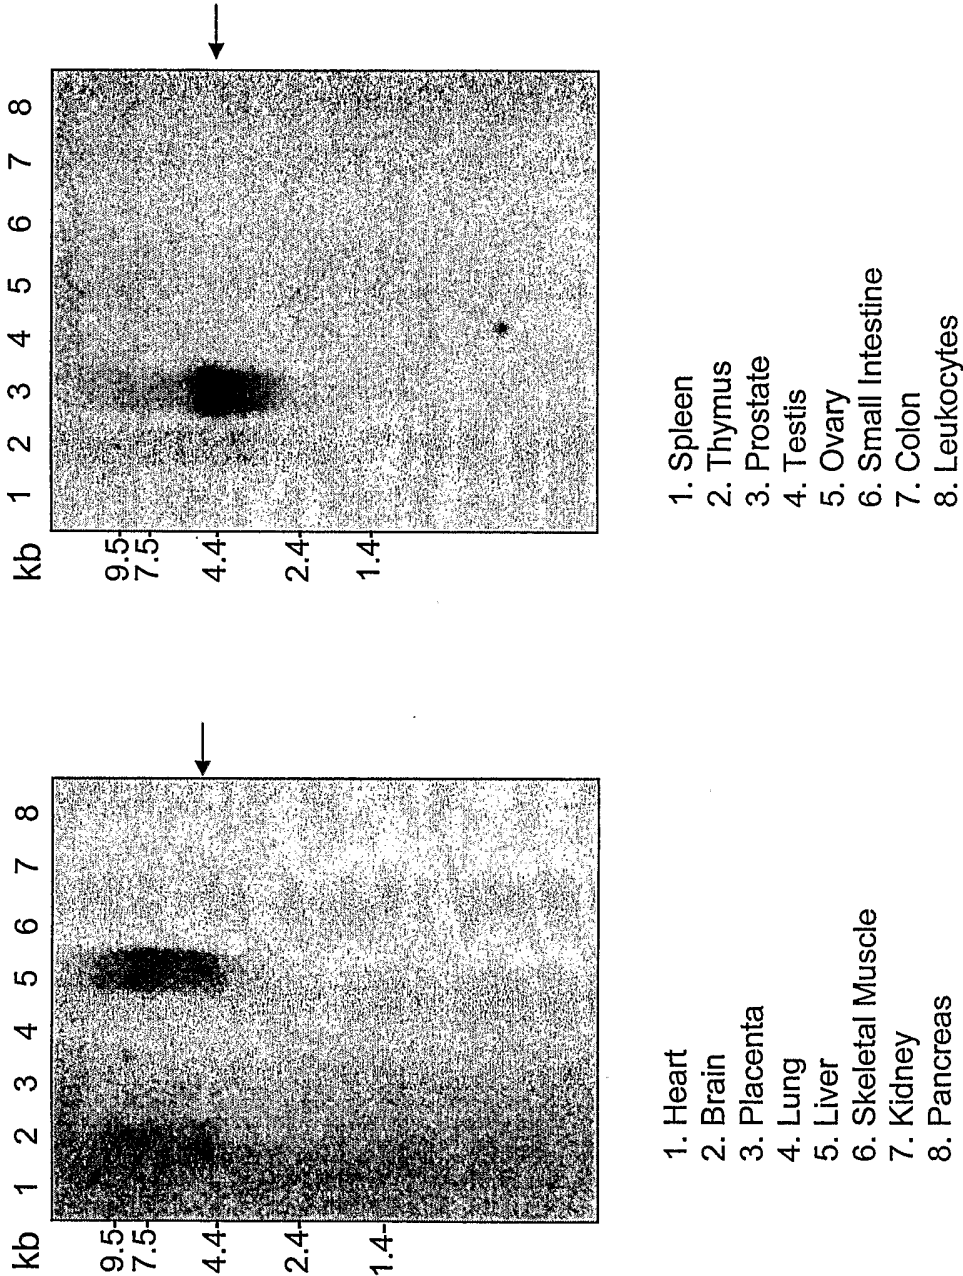 kb
1 2 3 4 5 6 7 8
9.5-
7.5-
4.4-
2.4-
1.4-
1. Heart
2. Brain
3. Placenta
4. Lung
5. Liver
6. Skeletal Muscle
7. Kidney
8. Pancreas
kb
1 2 3 4 5 6 7 8
9.5-
7.5-
4.4-
2.4-
1.4-
1. Spleen
2. Thymus
3. Prostate
4. Testis
5. Ovary
6. Small Intestine
7. Colon
8. Leukocytes